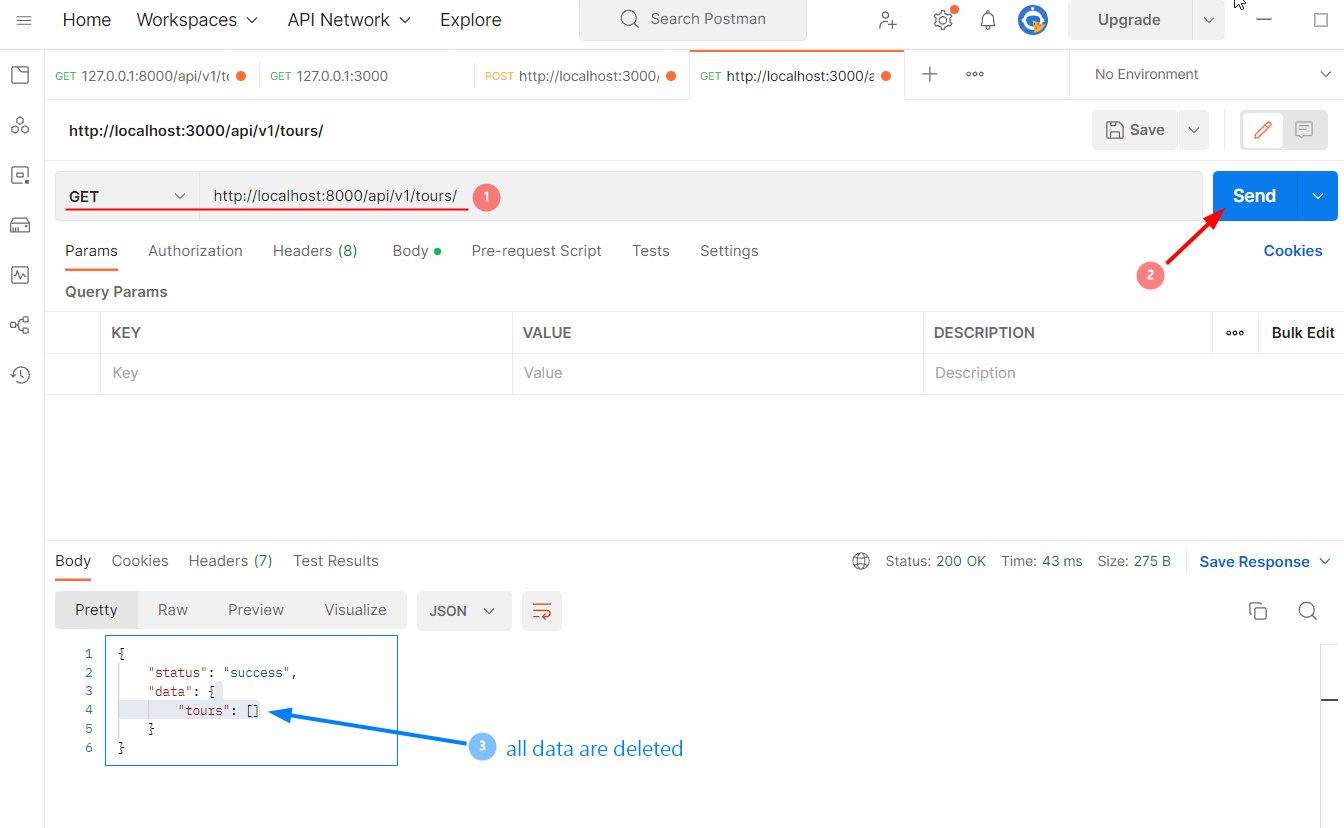 Home Workspaces API Network Explore Search Postman Upgrade
GET 127.0.0.1:8000/api/v1/to GET 127.0.0.1:3000 POST http://localhost:3000/ GET http://localhost:3000/a No Environment
http://localhost:3000/api/v1/tours/ Save
GET http://localhost:8000/api/v1/tours/ 1 Send
Params Authorization Headers (8) Body Pre-request Script Tests Settings Cookies
2
Query Params
KEY VALUE DESCRIPTION Bulk Edit
Key Value Description
Body Cookies Headers (7) Test Results Status: 200 OK Time: 43 ms Size: 275 B Save Response
Pretty Raw Preview Visualize JSON
1 {
2 "status": "success",
3 "data": {
4 "tours": []
5 }
6 }
3 all data are deleted